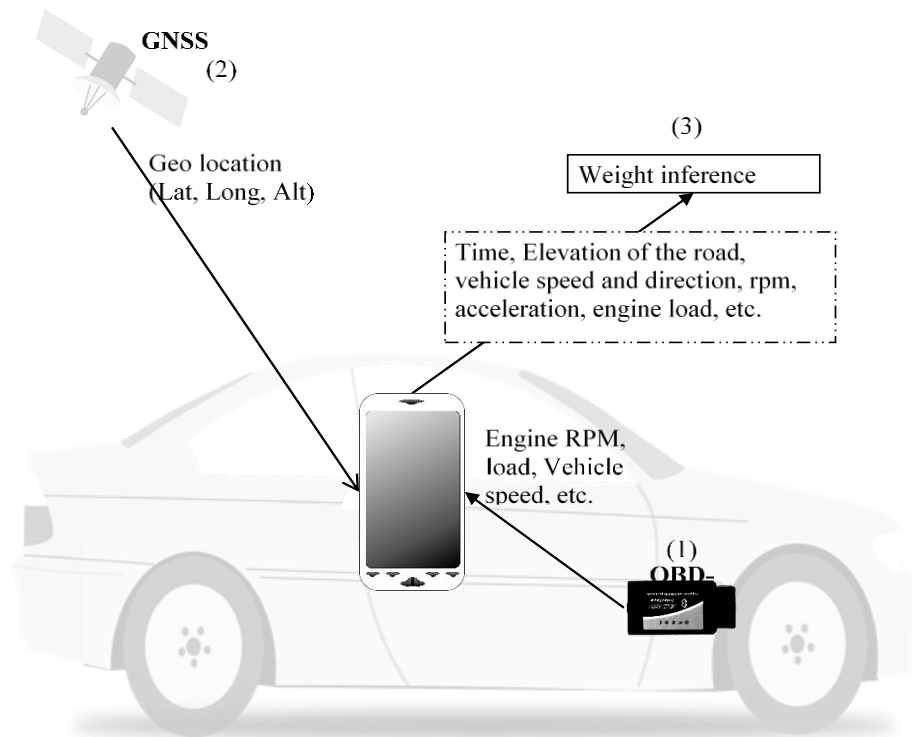 GNSS
(2)
Geo location
(Lat, Long, Alt)
(3)
Weight inference
Time, Elevation of the road,
vehicle speed and direction, rpm,
acceleration, engine load, etc.
Engine RPM,
load, Vehicle
speed, etc.
(1)
OBD-